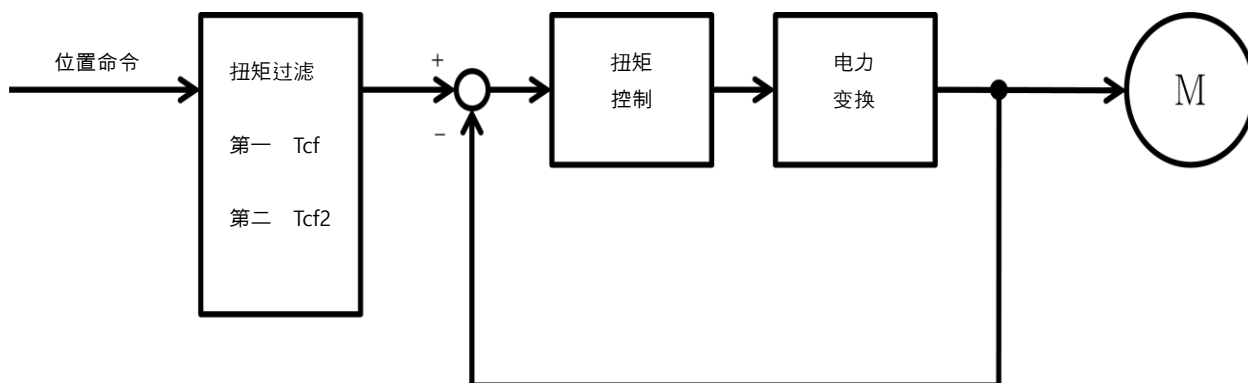 位置命令
扭矩过滤
第一 Tcf
第二 Tcf2
+
−
扭矩
控制
电力
变换
M